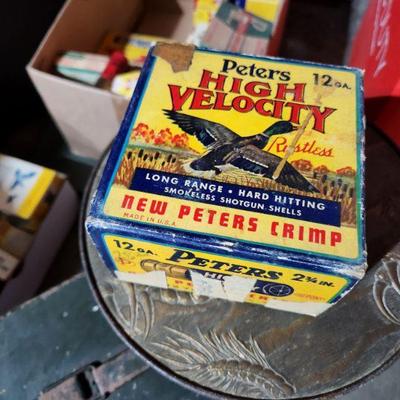 Peters 12 GA.
HIGH
VELOCITY
Rustless
LONG RANGE • HARD HITTING
SMOKELESS SHOTGUN SHELLS
NEW PETERS CRIMP
MADE IN U.S.A.
12 GA. PETERS 2¾ IN.
HIGH